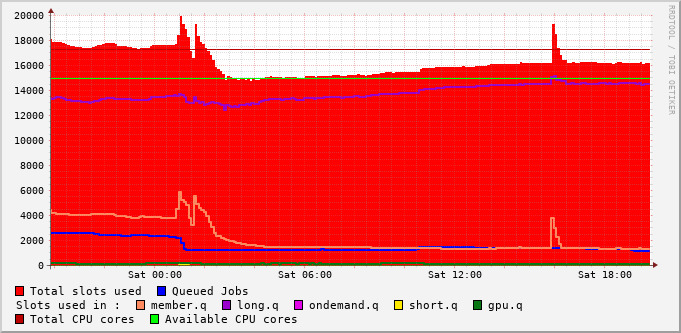 RRDTOOL / TOBI OETIKER
20000
18000
16000
14000
12000
10000
8000
6000
4000
2000
0
Sat 00:00 Sat 06:00 Sat 12:00 Sat 18:00
Total slots used Queued Jobs
Slots used in : member.q long.q ondemand.q short.q gpu.q
Total CPU cores Available CPU cores